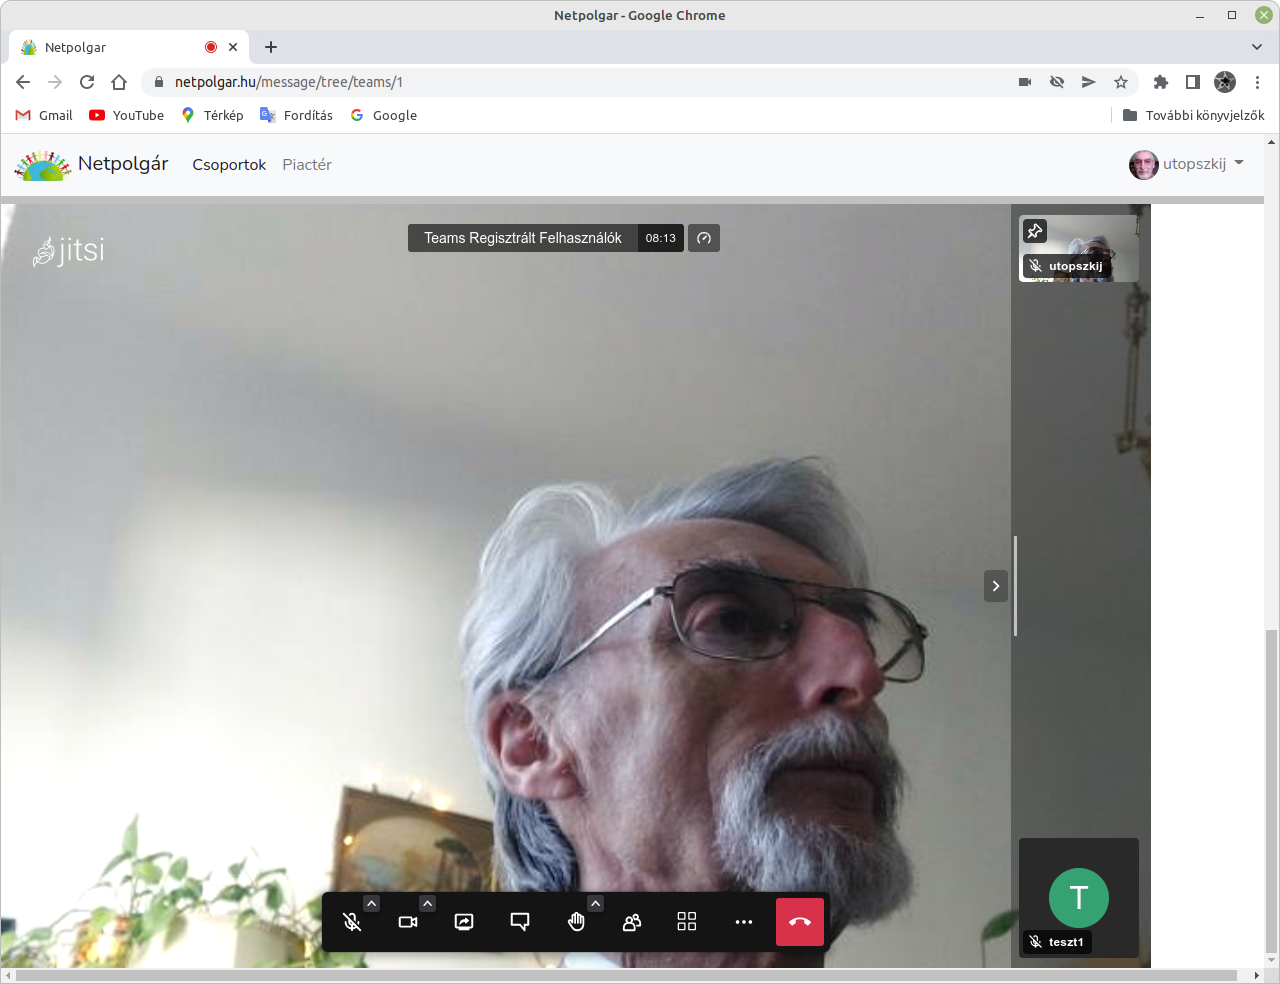 Netpolgar - Google Chrome
Netpolgar
netpolgar.hu/message/tree/teams/1
Gmail YouTube Térkép Fordítás Google További könyvjelzők
Netpolgár Csoportok Piactér utopszkij
jitsi
Teams Regisztrált Felhasználók 08:13
utopszkij
T
teszt1